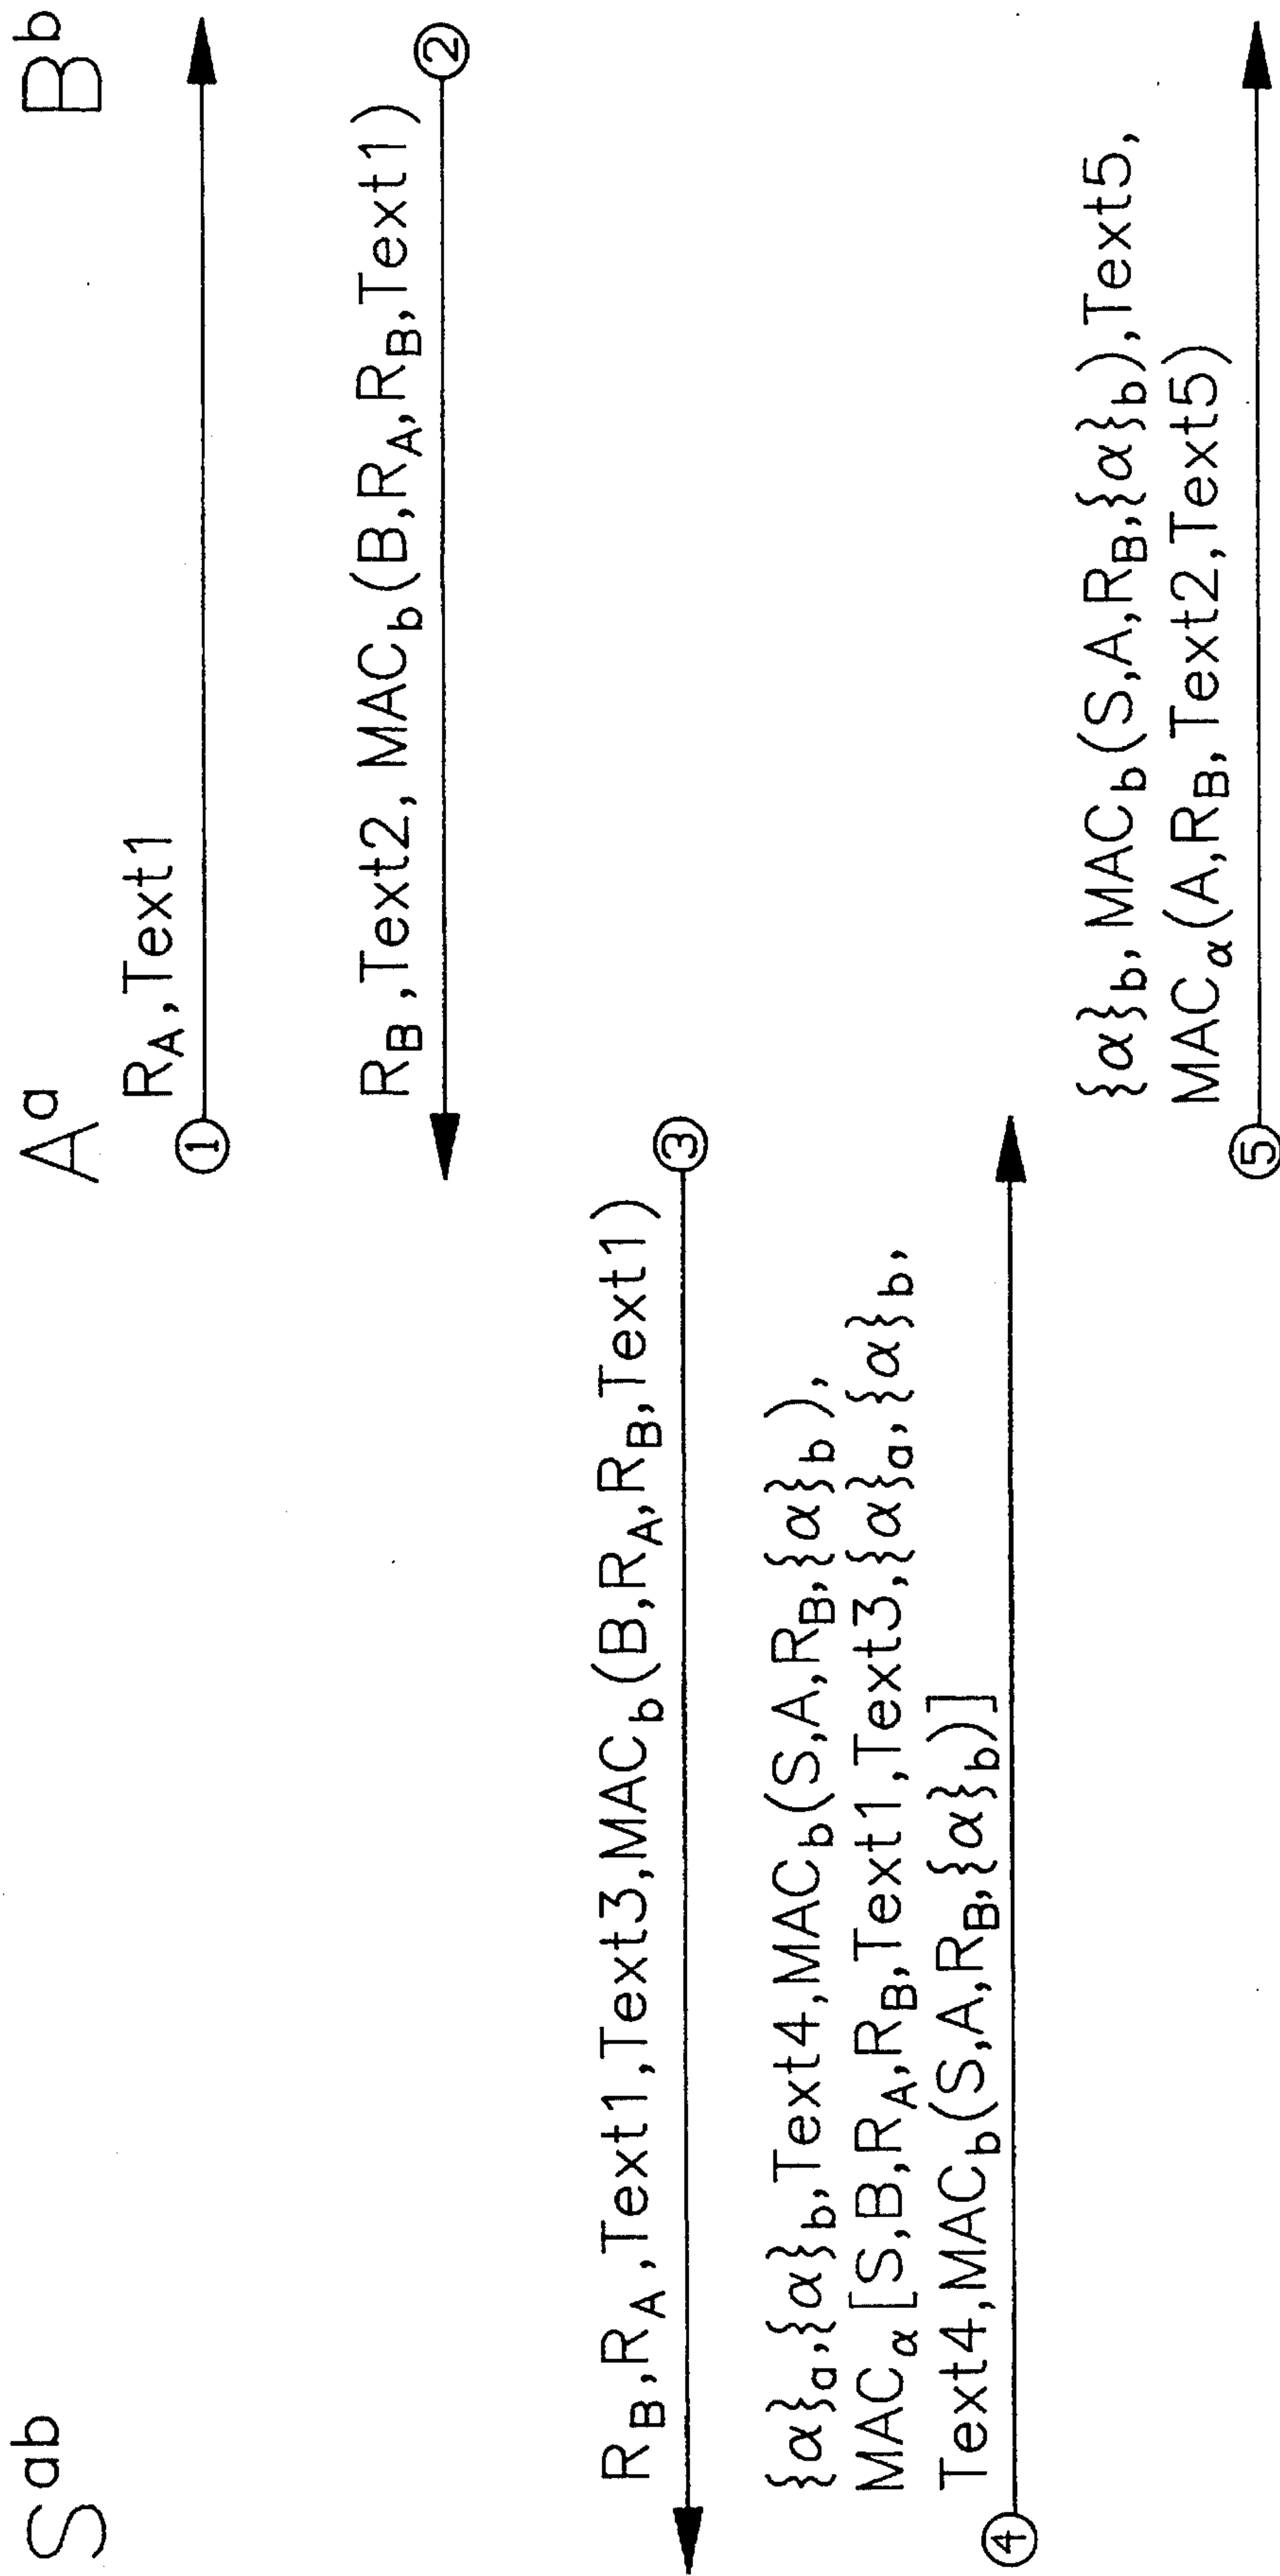 S^ab A^a B^b
R_A,Text1
①
R_B,Text2,MAC_b(B,R_A,R_B,Text1)
②
R_B,R_A,Text1,Text3,MAC_b(B,R_A,R_B,Text1)
③
{α}_a,{α}_b,Text4,MAC_b(S,A,R_B,{α}_b),
MAC_α[S,B,R_A,R_B,Text1,Text3,{α}_a,{α}_b,
Text4,MAC_b(S,A,R_B,{α}_b)]
④
{α}_b,MAC_b(S,A,R_B,{α}_b),Text5,
MAC_α(A,R_B,Text2,Text5)
⑤